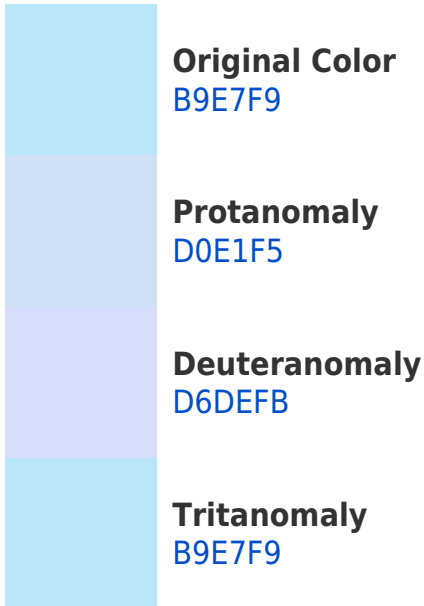 Original Color
B9E7F9
Protanomaly
D0E1F5
Deuteranomaly
D6DEFB
Tritanomaly
B9E7F9